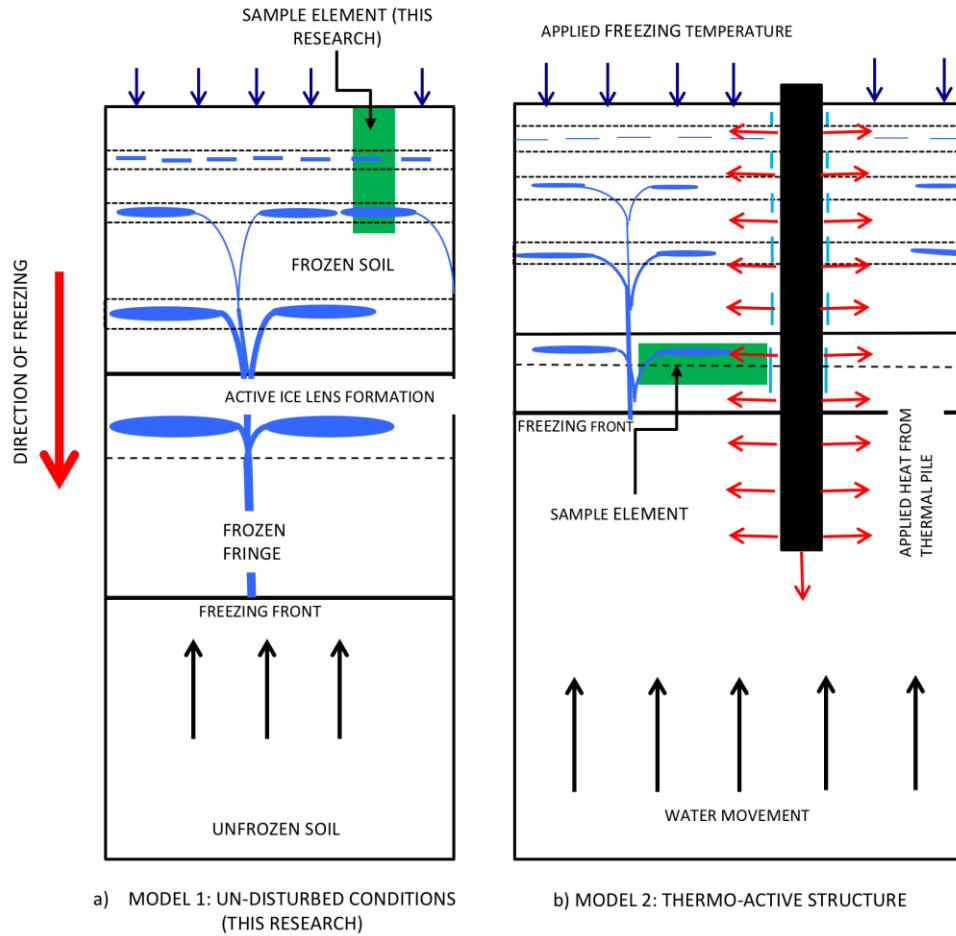 SAMPLE ELEMENT (THIS
RESEARCH)
DIRECTION OF FREEZING
FROZEN SOIL
ACTIVE ICE LENS FORMATION
FROZEN
FRINGE
FREEZING FRONT
UNFROZEN SOIL
a) MODEL 1: UN-DISTURBED CONDITIONS
(THIS RESEARCH)
APPLIED FREEZING TEMPERATURE
FREEZING FRONT
SAMPLE ELEMENT
APPLIED HEAT FROM
THERMAL PILE
WATER MOVEMENT
b) MODEL 2: THERMO-ACTIVE STRUCTURE